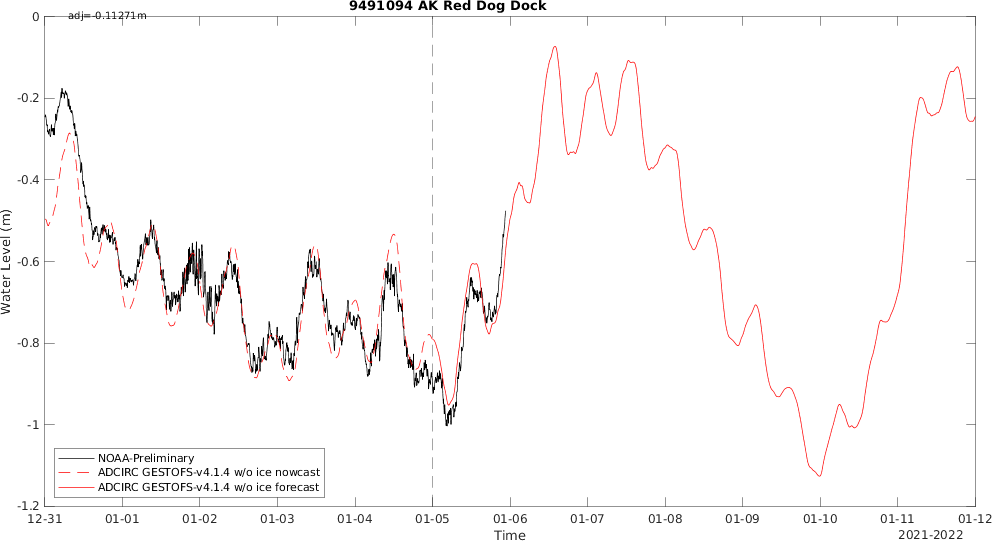 9491094 AK Red Dog Dock
adj=-0.11271m
0
-0.2
-0.4
-0.6
-0.8
-1
-1.2
Water Level (m)
NOAA-Preliminary
ADCIRC GESTOFS-v4.1.4 w/o ice nowcast
ADCIRC GESTOFS-v4.1.4 w/o ice forecast
12-31 01-01 01-02 01-03 01-04 01-05 01-06 01-07 01-08 01-09 01-10 01-11 01-12
Time
2021-2022